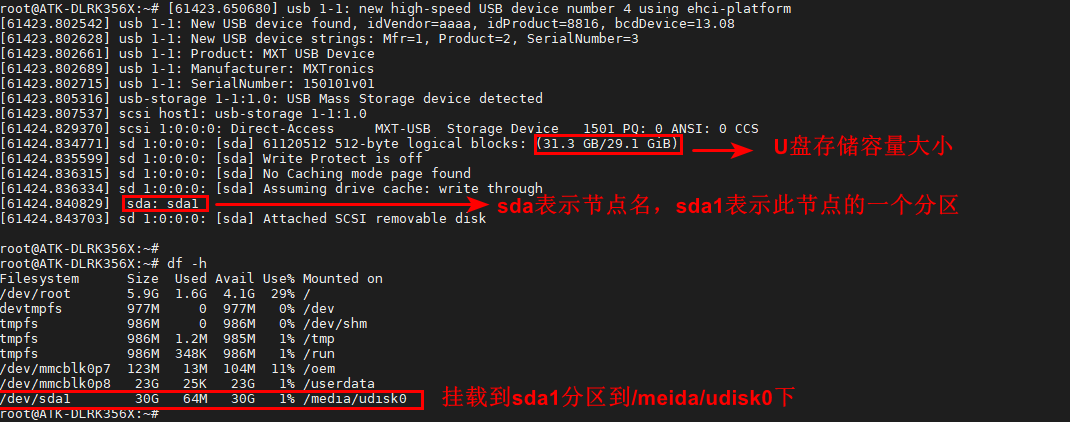 root@ATK-DLRK356X:~# [61423.650680] usb 1-1: new high-speed USB device number 4 using ehci-platform
[61423.802542] usb 1-1: New USB device found, idVendor=aaaa, idProduct=8816, bcdDevice=13.08
[61423.802628] usb 1-1: New USB device strings: Mfr=1, Product=2, SerialNumber=3
[61423.802661] usb 1-1: Product: MXT USB Device
[61423.802689] usb 1-1: Manufacturer: MXTronics
[61423.802715] usb 1-1: SerialNumber: 150101v01
[61423.805316] usb-storage 1-1:1.0: USB Mass Storage device detected
[61423.807537] scsi host1: usb-storage 1-1:1.0
[61424.829370] scsi 1:0:0:0: Direct-Access     MXT-USB  Storage Device   1501 PQ: 0 ANSI: 0 CCS
[61424.834771] sd 1:0:0:0: [sda] 61120512 512-byte logical blocks: (31.3 GB/29.1 GiB) U盘存储容量大小
[61424.835599] sd 1:0:0:0: [sda] Write Protect is off
[61424.836315] sd 1:0:0:0: [sda] No Caching mode page found
[61424.836334] sd 1:0:0:0: [sda] Assuming drive cache: write through
[61424.840829]  sda: sda1 sda表示节点名，sda1表示此节点的一个分区
[61424.843703] sd 1:0:0:0: [sda] Attached SCSI removable disk
root@ATK-DLRK356X:~#
root@ATK-DLRK356X:~# df -h
Filesystem      Size  Used Avail Use% Mounted on
/dev/root       5.9G  1.6G  4.1G  29% /
devtmpfs        977M     0  977M   0% /dev
tmpfs           986M     0  986M   0% /dev/shm
tmpfs           986M  1.2M  985M   1% /tmp
tmpfs           986M  348K  986M   1% /run
/dev/mmcblk0p7  123M   13M  104M  11% /oem
/dev/mmcblk0p8   23G   25K   23G   1% /userdata
/dev/sda1        30G   64M   30G   1% /media/udisk0 挂载到sda1分区到/meida/udisk0下
root@ATK-DLRK356X:~#